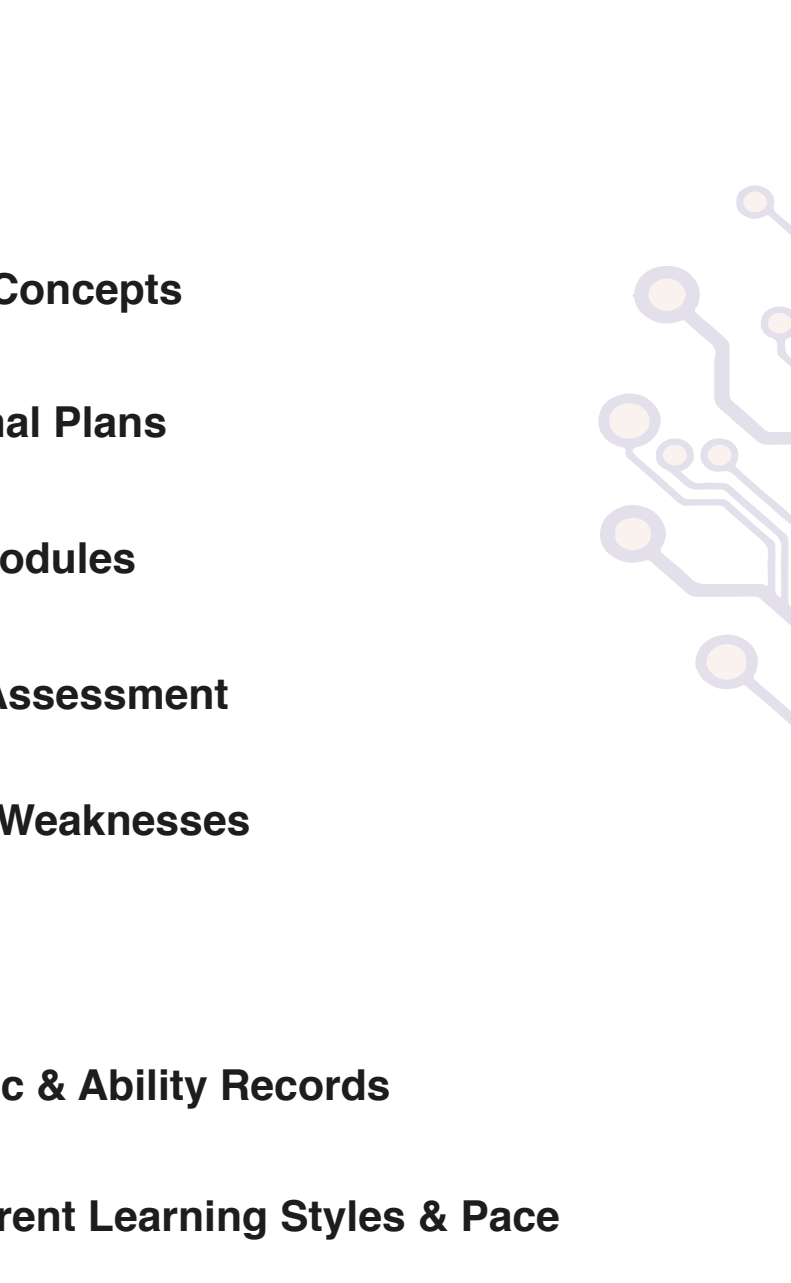 Concepts
nal Plans
odules
Assessment
Weaknesses
c & Ability Records
rent Learning Styles & Pace